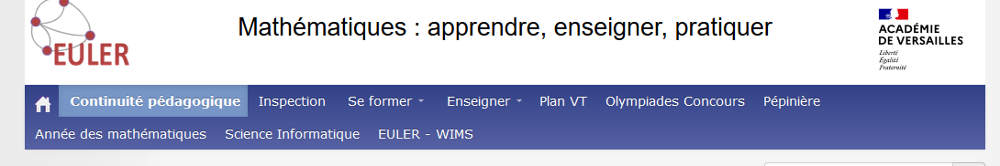 EULER
Mathématiques : apprendre, enseigner, pratiquer
ACADÉMIE
DE VERSAILLES
Liberté
Égalité
Fraternité
Continuité pédagogique Inspection Se former Enseigner Plan VT Olympiades Concours Pépinière
Année des mathématiques Science Informatique EULER - WIMS